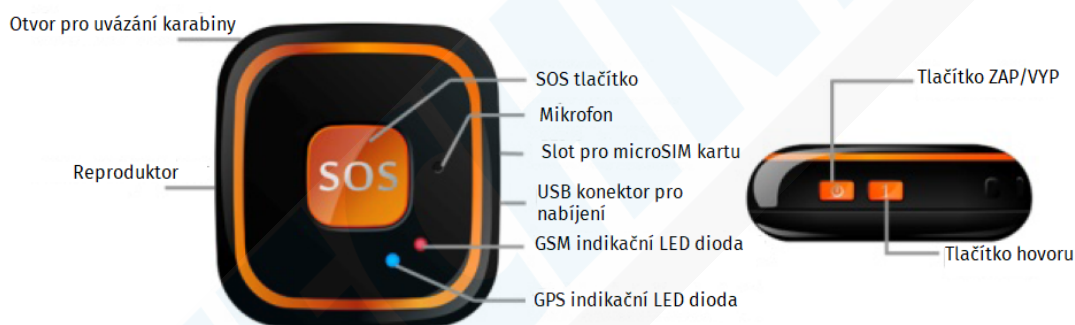 Otvor pro uvázání karabiny
SOS tlačítko
Tlačítko ZAP/VYP
Mikrofon
Slot pro microSIM kartu
Reproduktor
SOS
USB konektor pro
nabíjení
GSM indikační LED dioda
Tlačítko hovoru
GPS indikační LED dioda